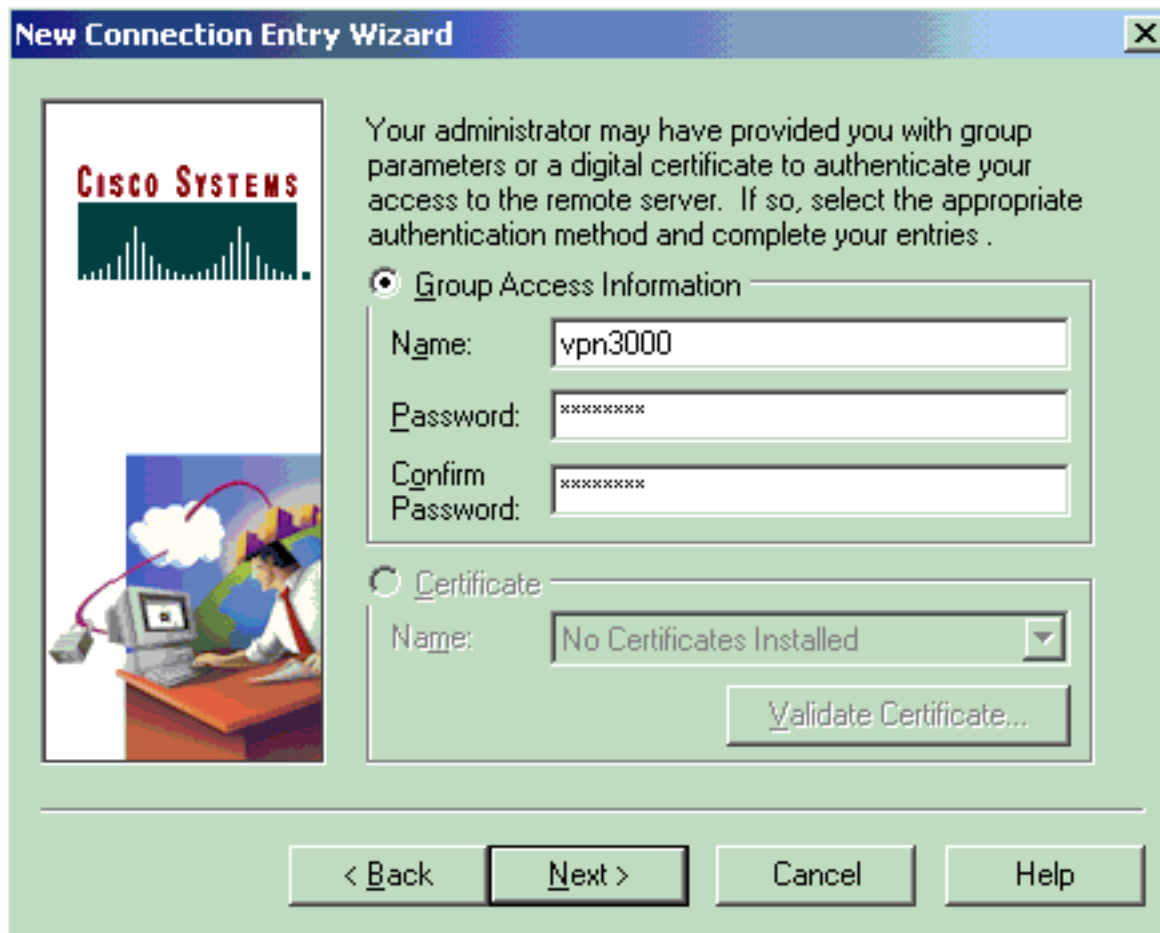 New Connection Entry Wizard
CISCO SYSTEMS
Your administrator may have provided you with group
parameters or a digital certificate to authenticate your
access to the remote server.  If so, select the appropriate
authentication method and complete your entries .
Group Access Information
Name:
vpn3000
Password:
********
Confirm
Password:
********
Certificate
Name:
No Certificates Installed
Validate Certificate...
< Back
Next >
Cancel
Help